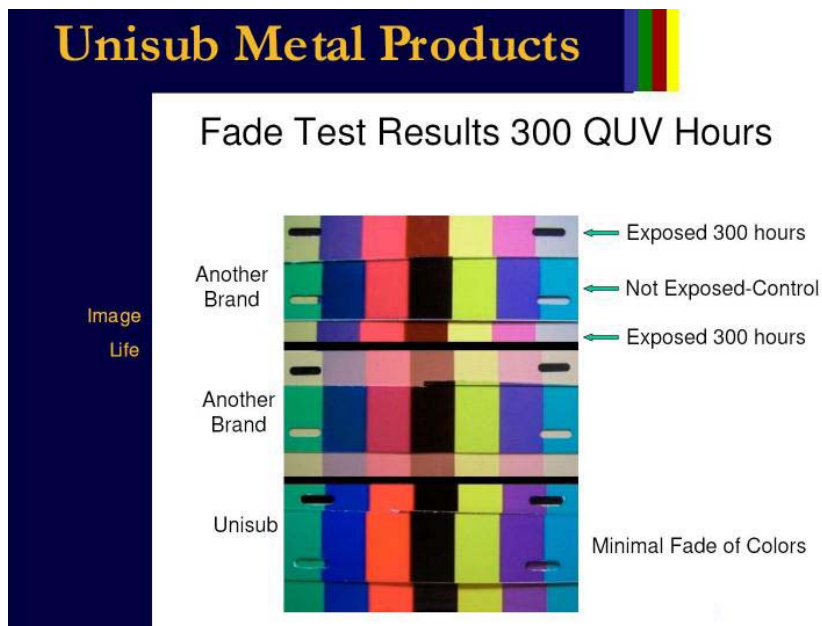 Unisub Metal Products
Fade Test Results 300 QUV Hours
Exposed 300 hours
Another
Brand
Not Exposed-Control
Image
Life
Exposed 300 hours
Another
Brand
Unisub
Minimal Fade of Colors